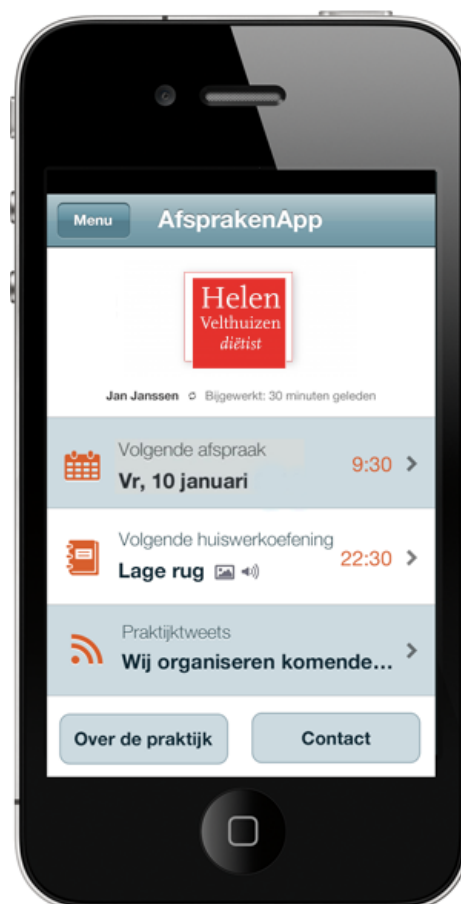 Menu
AfsprakenApp
Helen
Velthuizen
diëtist
Jan Janssen Bijgewerkt: 30 minuten geleden
Volgende afspraak
Vr, 10 januari
9:30
Volgende huiswerkoefening
Lage rug
22:30
Praktijktweets
Wij organiseren komende...
Over de praktijk
Contact